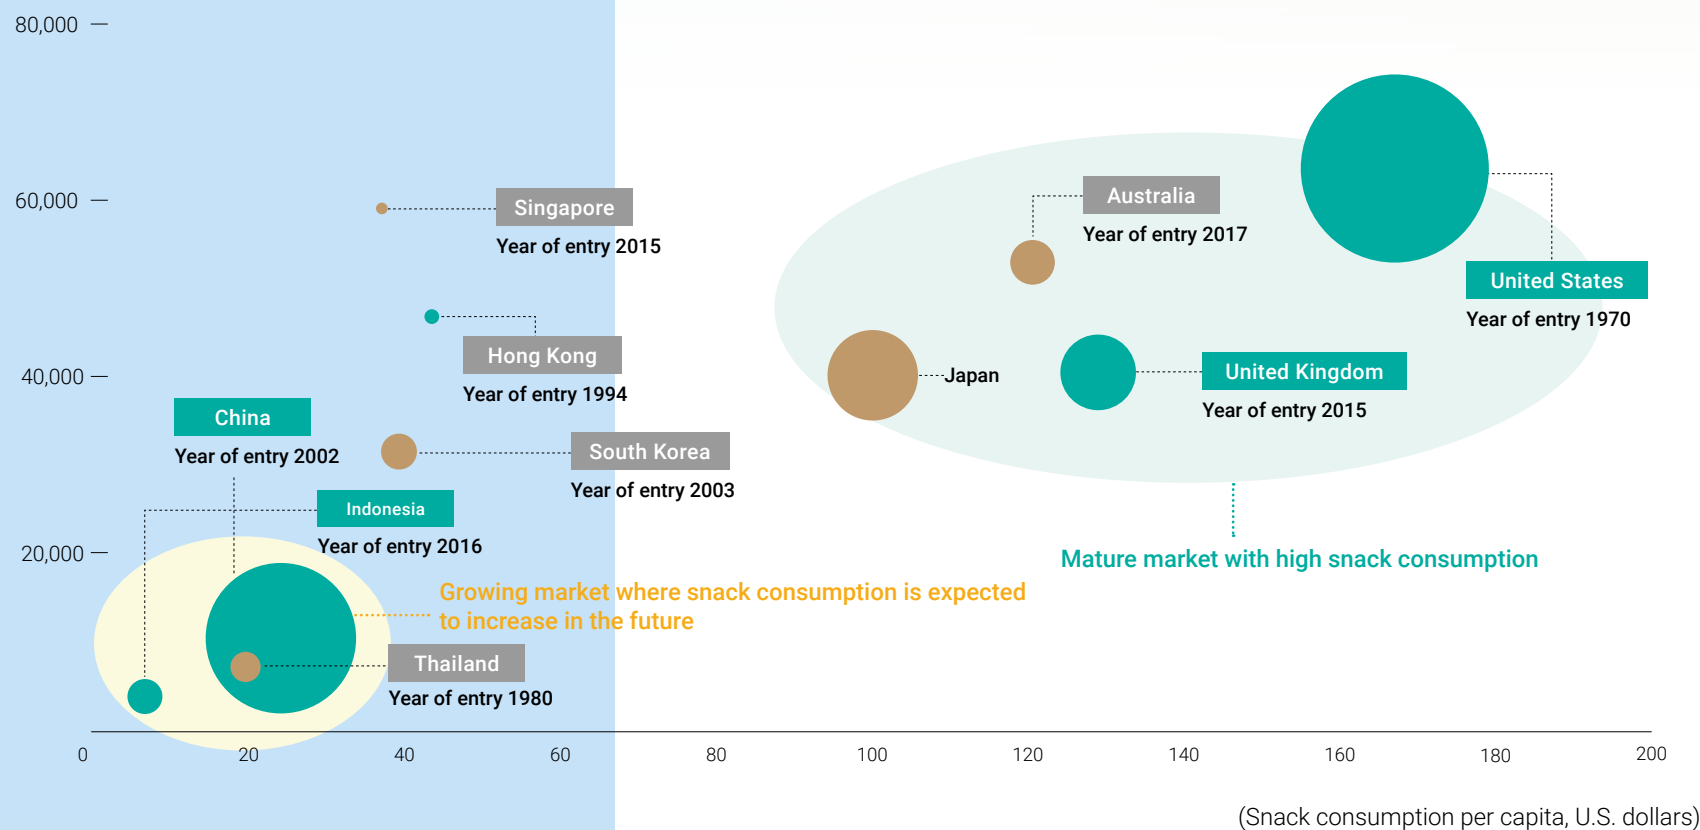 80,000
60,000
40,000
20,000
Singapore
Year of entry 2015
Hong Kong
Year of entry 1994
China
Year of entry 2002
South Korea
Year of entry 2003
Indonesia
Year of entry 2016
Growing market where snack consumption is expected
to increase in the future
Thailand
Year of entry 1980
Australia
Year of entry 2017
United States
Year of entry 1970
Japan
United Kingdom
Year of entry 2015
Mature market with high snack consumption
0 20 40 60 80 100 120 140 160 180 200
(Snack consumption per capita, U.S. dollars)